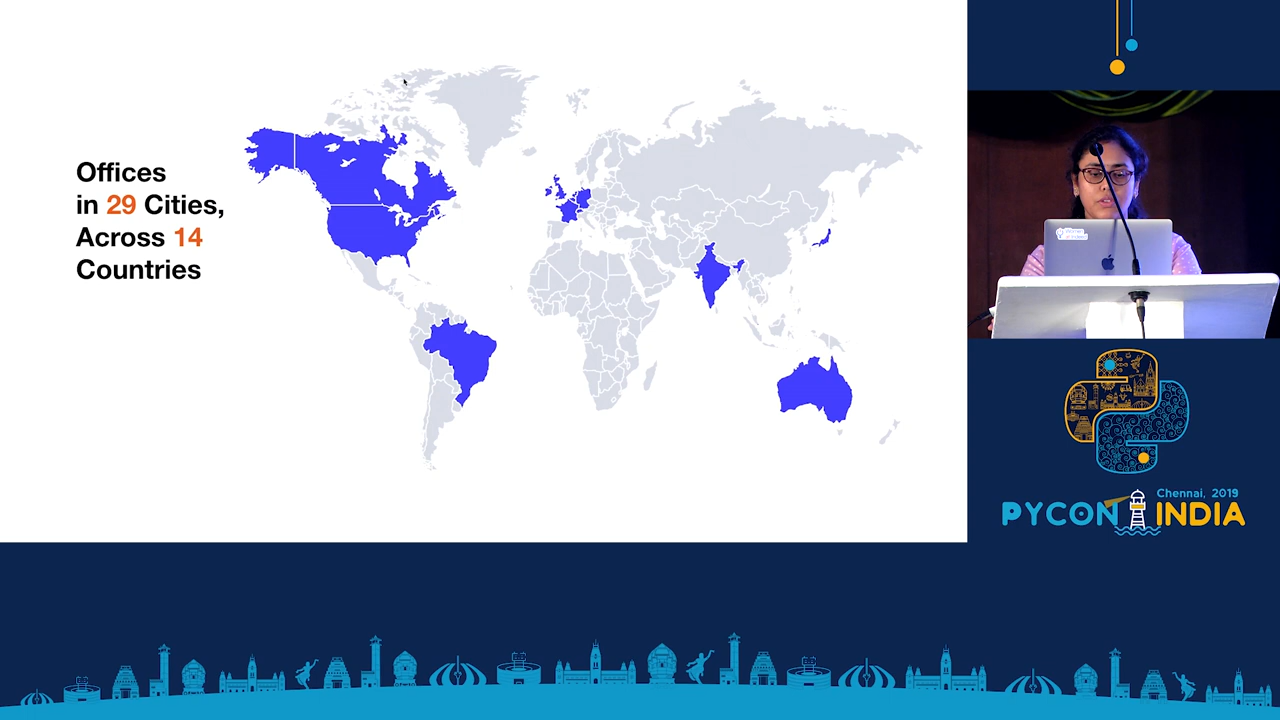 Offices
in 29 Cities,
Across 14
Countries
Chennai, 2019
PYCON INDIA